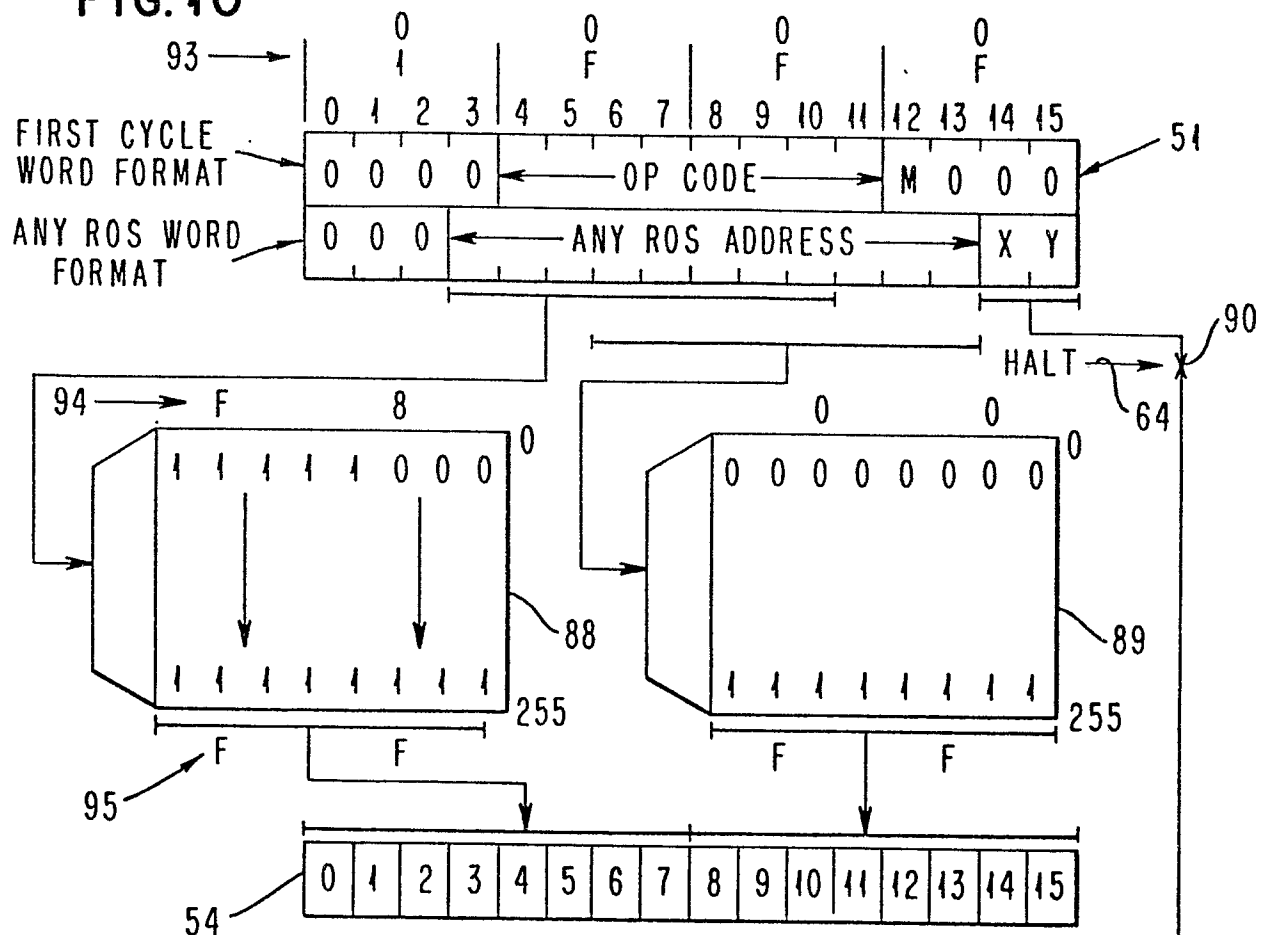 FIG. 10
0 0 0 0
93 1 F F F
0 1 2 3 4 5 6 7 8 9 10 11 12 13 14 15
51
FIRST CYCLE
WORD FORMAT
0 0 0 0 OP CODE M 0 0 0
ANY ROS WORD
FORMAT
0 0 0 ANY ROS ADDRESS X Y
90
HALT X
64
94 F 8 0
1 1 1 1 1 0 0 0
0 0 0
0 0 0 0 0 0 0 0
88
89
1 1 1 1 1 1 1 1
255
1 1 1 1 1 1 1 1
255
F F
F F
95
0 1 2 3 4 5 6 7 8 9 10 11 12 13 14 15
54